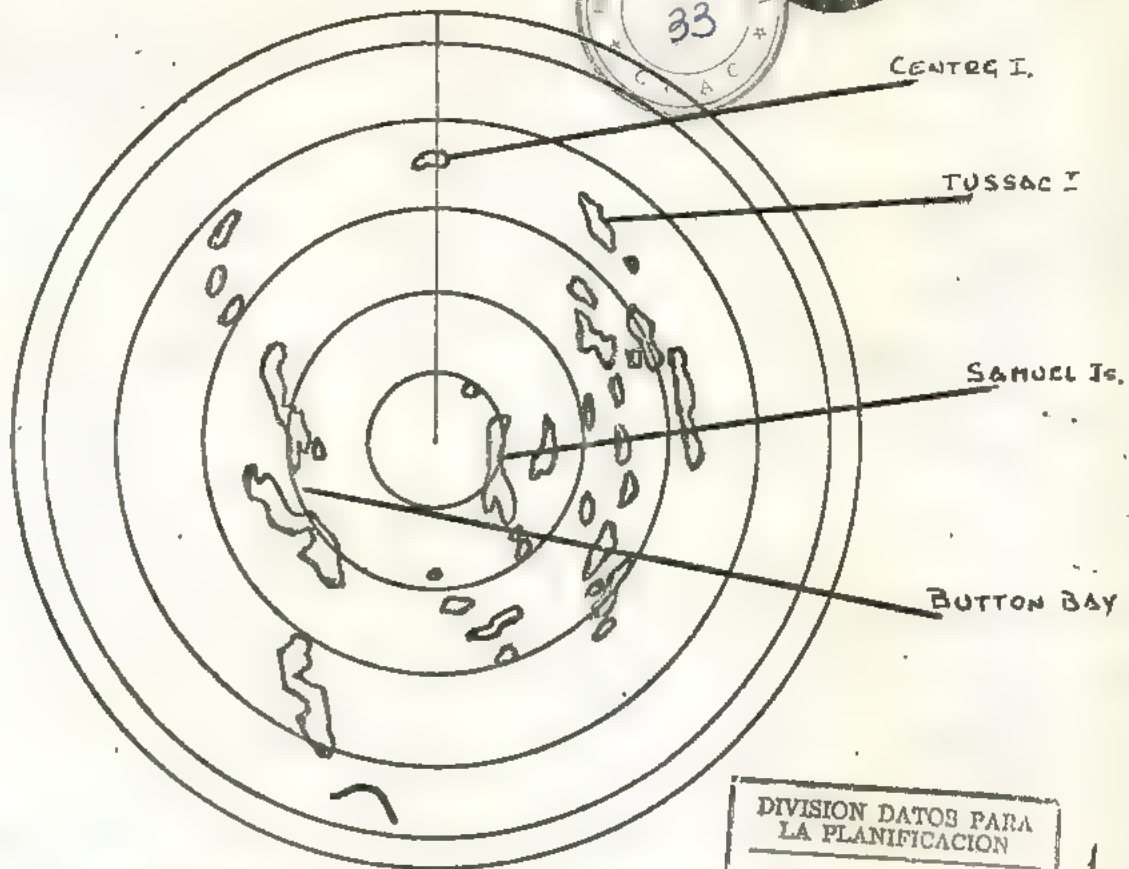 33
C A C
CENTRE I.
TUSSAC I
SAMUEL Is.
BUTTON BAY
DIVISION DATOS PARA
LA PLANIFICACION